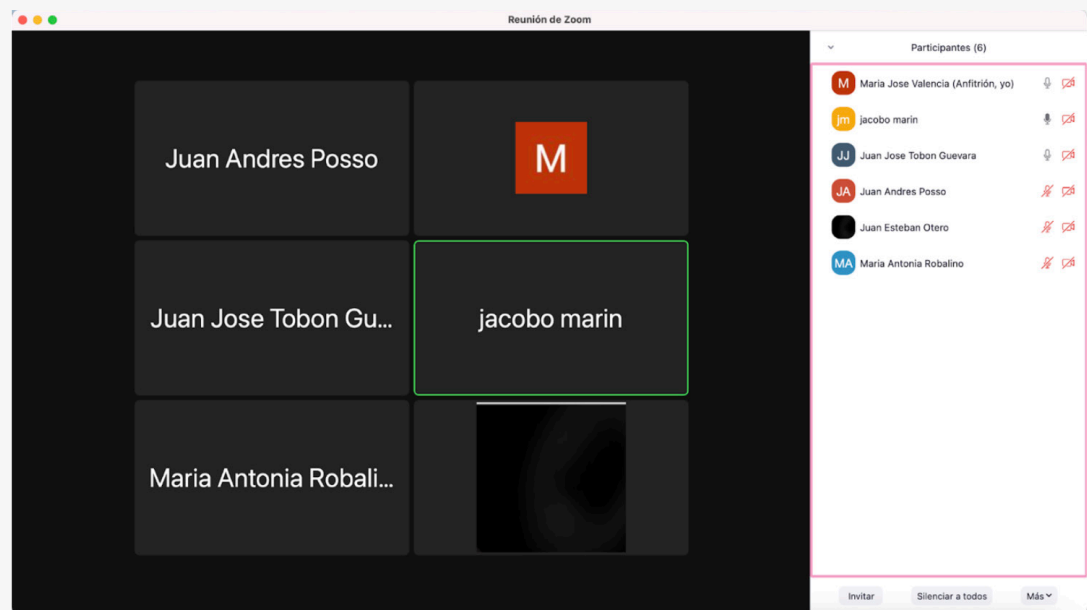 Reunión de Zoom
Juan Andres Posso
M
Juan Jose Tobon Gu...
jacobo marin
Maria Antonia Robali...
Participantes (6)
M Maria Jose Valencia (Anfitrión, yo)
jm jacobo marin
JJ Juan Jose Tobon Guevara
JA Juan Andres Posso
Juan Esteban Otero
MA Maria Antonia Robalino
Invitar Silenciar a todos Más